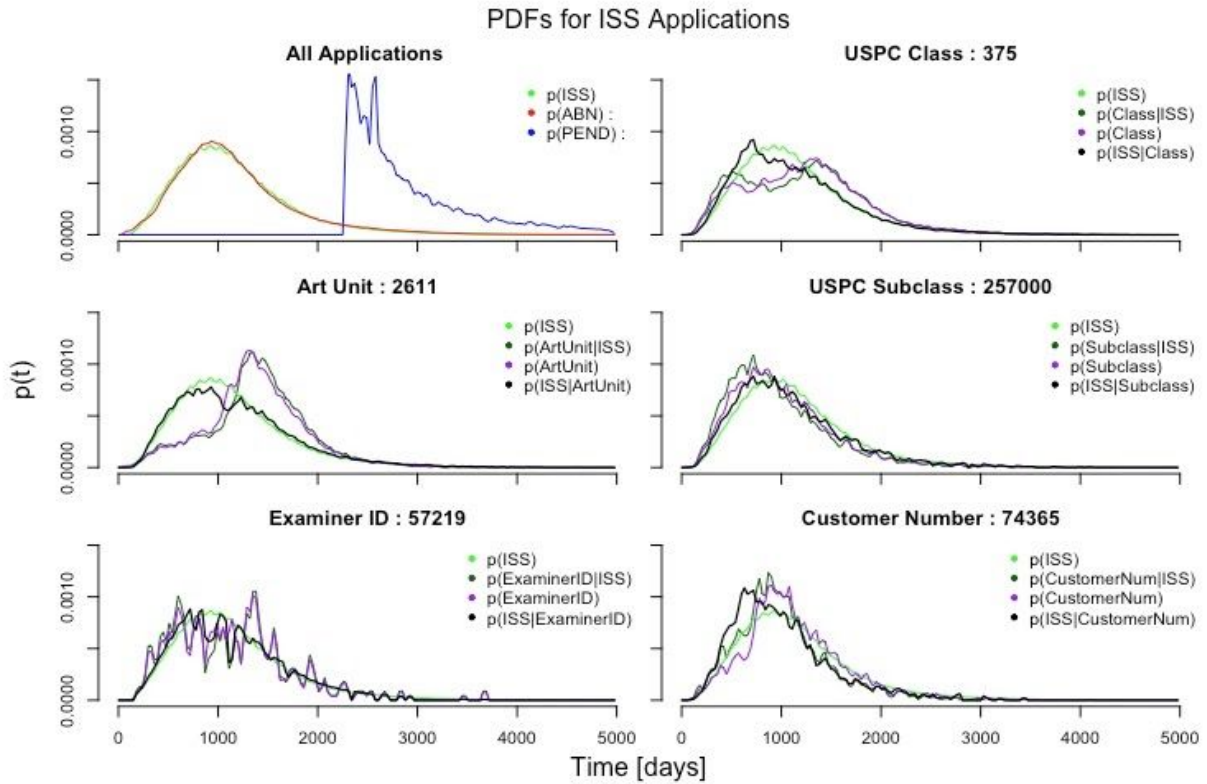 PDFs for ISS Applications
All Applications
p(ISS)
p(ABN) :
p(PEND) :
0.0010
0.0000
USPC Class : 375
p(ISS)
p(Class|ISS)
p(Class)
p(ISS|Class)
Art Unit : 2611
p(ISS)
p(ArtUnit|ISS)
p(ArtUnit)
p(ISS|ArtUnit)
0.0010
0.0000
USPC Subclass : 257000
p(ISS)
p(Subclass|ISS)
p(Subclass)
p(ISS|Subclass)
p(t)
Examiner ID : 57219
p(ISS)
p(ExaminerID|ISS)
p(ExaminerID)
p(ISS|ExaminerID)
0.0010
0.0000
0 1000 2000 3000 4000 5000
Customer Number : 74365
p(ISS)
p(CustomerNum|ISS)
p(CustomerNum)
p(ISS|CustomerNum)
0 1000 2000 3000 4000 5000
Time [days]